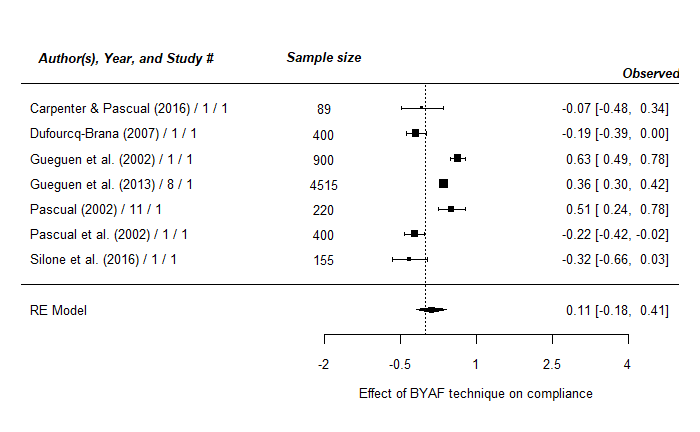 Author(s), Year, and Study # Sample size
Observed
Carpenter & Pascual (2016) / 1 / 1 89 -0.07 [-0.48, 0.34]
Dufourcq-Brana (2007) / 1 / 1 400 -0.19 [-0.39, 0.00]
Gueguen et al. (2002) / 1 / 1 900 0.63 [ 0.49, 0.78]
Gueguen et al. (2013) / 8 / 1 4515 0.36 [ 0.30, 0.42]
Pascual (2002) / 11 / 1 220 0.51 [ 0.24, 0.78]
Pascual et al. (2002) / 1 / 1 400 -0.22 [-0.42, -0.02]
Silone et al. (2016) / 1 / 1 155 -0.32 [-0.66, 0.03]
RE Model 0.11 [-0.18, 0.41]
-2 -0.5 1 2.5 4
Effect of BYAF technique on compliance